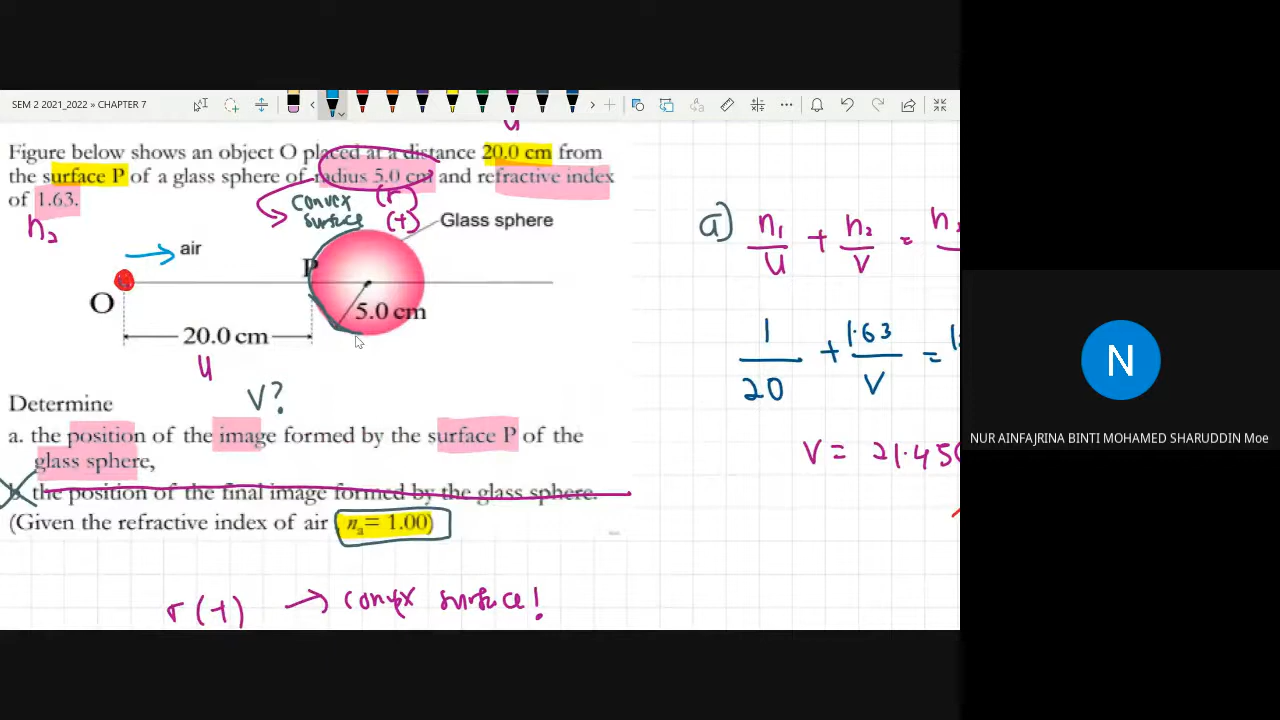 SEM 2 2021_2022 » CHAPTER 7
u
Figure below shows an object O placed at a distance 20.0 cm from
the surface P of a glass sphere of radius 5.0 cm and refractive index
of 1.63.
n₂
convex
surface
(r)
(+)
Glass sphere
air
P
O
5.0 cm
20.0 cm
u
v?
Determine
a. the position of the image formed by the surface P of the
glass sphere,
b. the position of the final image formed by the glass sphere.
(Given the refractive index of air nₐ= 1.00)
r (+) → convex surface!
a) n₁/u + n₂/v = n₂
1/20 + 1.63/v = 1.
v = 21.45
N
NUR AINFAJRINA BINTI MOHAMED SHARUDDIN Moe